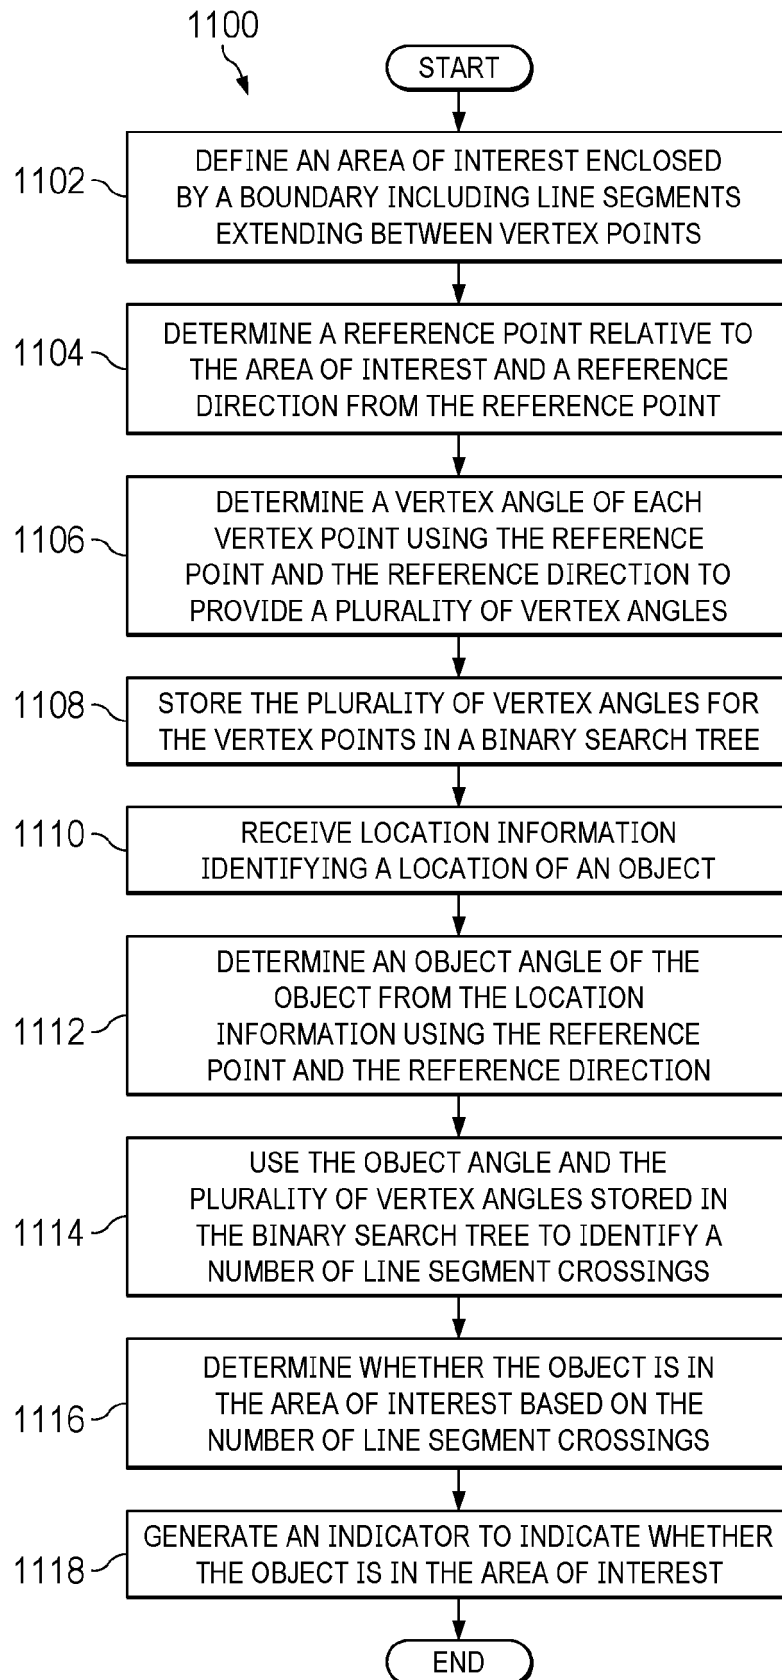 1100
START
1102
DEFINE AN AREA OF INTEREST ENCLOSED
BY A BOUNDARY INCLUDING LINE SEGMENTS
EXTENDING BETWEEN VERTEX POINTS
1104
DETERMINE A REFERENCE POINT RELATIVE TO
THE AREA OF INTEREST AND A REFERENCE
DIRECTION FROM THE REFERENCE POINT
1106
DETERMINE A VERTEX ANGLE OF EACH
VERTEX POINT USING THE REFERENCE
POINT AND THE REFERENCE DIRECTION TO
PROVIDE A PLURALITY OF VERTEX ANGLES
1108
STORE THE PLURALITY OF VERTEX ANGLES FOR
THE VERTEX POINTS IN A BINARY SEARCH TREE
1110
RECEIVE LOCATION INFORMATION
IDENTIFYING A LOCATION OF AN OBJECT
1112
DETERMINE AN OBJECT ANGLE OF THE
OBJECT FROM THE LOCATION
INFORMATION USING THE REFERENCE
POINT AND THE REFERENCE DIRECTION
1114
USE THE OBJECT ANGLE AND THE
PLURALITY OF VERTEX ANGLES STORED IN
THE BINARY SEARCH TREE TO IDENTIFY A
NUMBER OF LINE SEGMENT CROSSINGS
1116
DETERMINE WHETHER THE OBJECT IS IN
THE AREA OF INTEREST BASED ON THE
NUMBER OF LINE SEGMENT CROSSINGS
1118
GENERATE AN INDICATOR TO INDICATE WHETHER
THE OBJECT IS IN THE AREA OF INTEREST
END